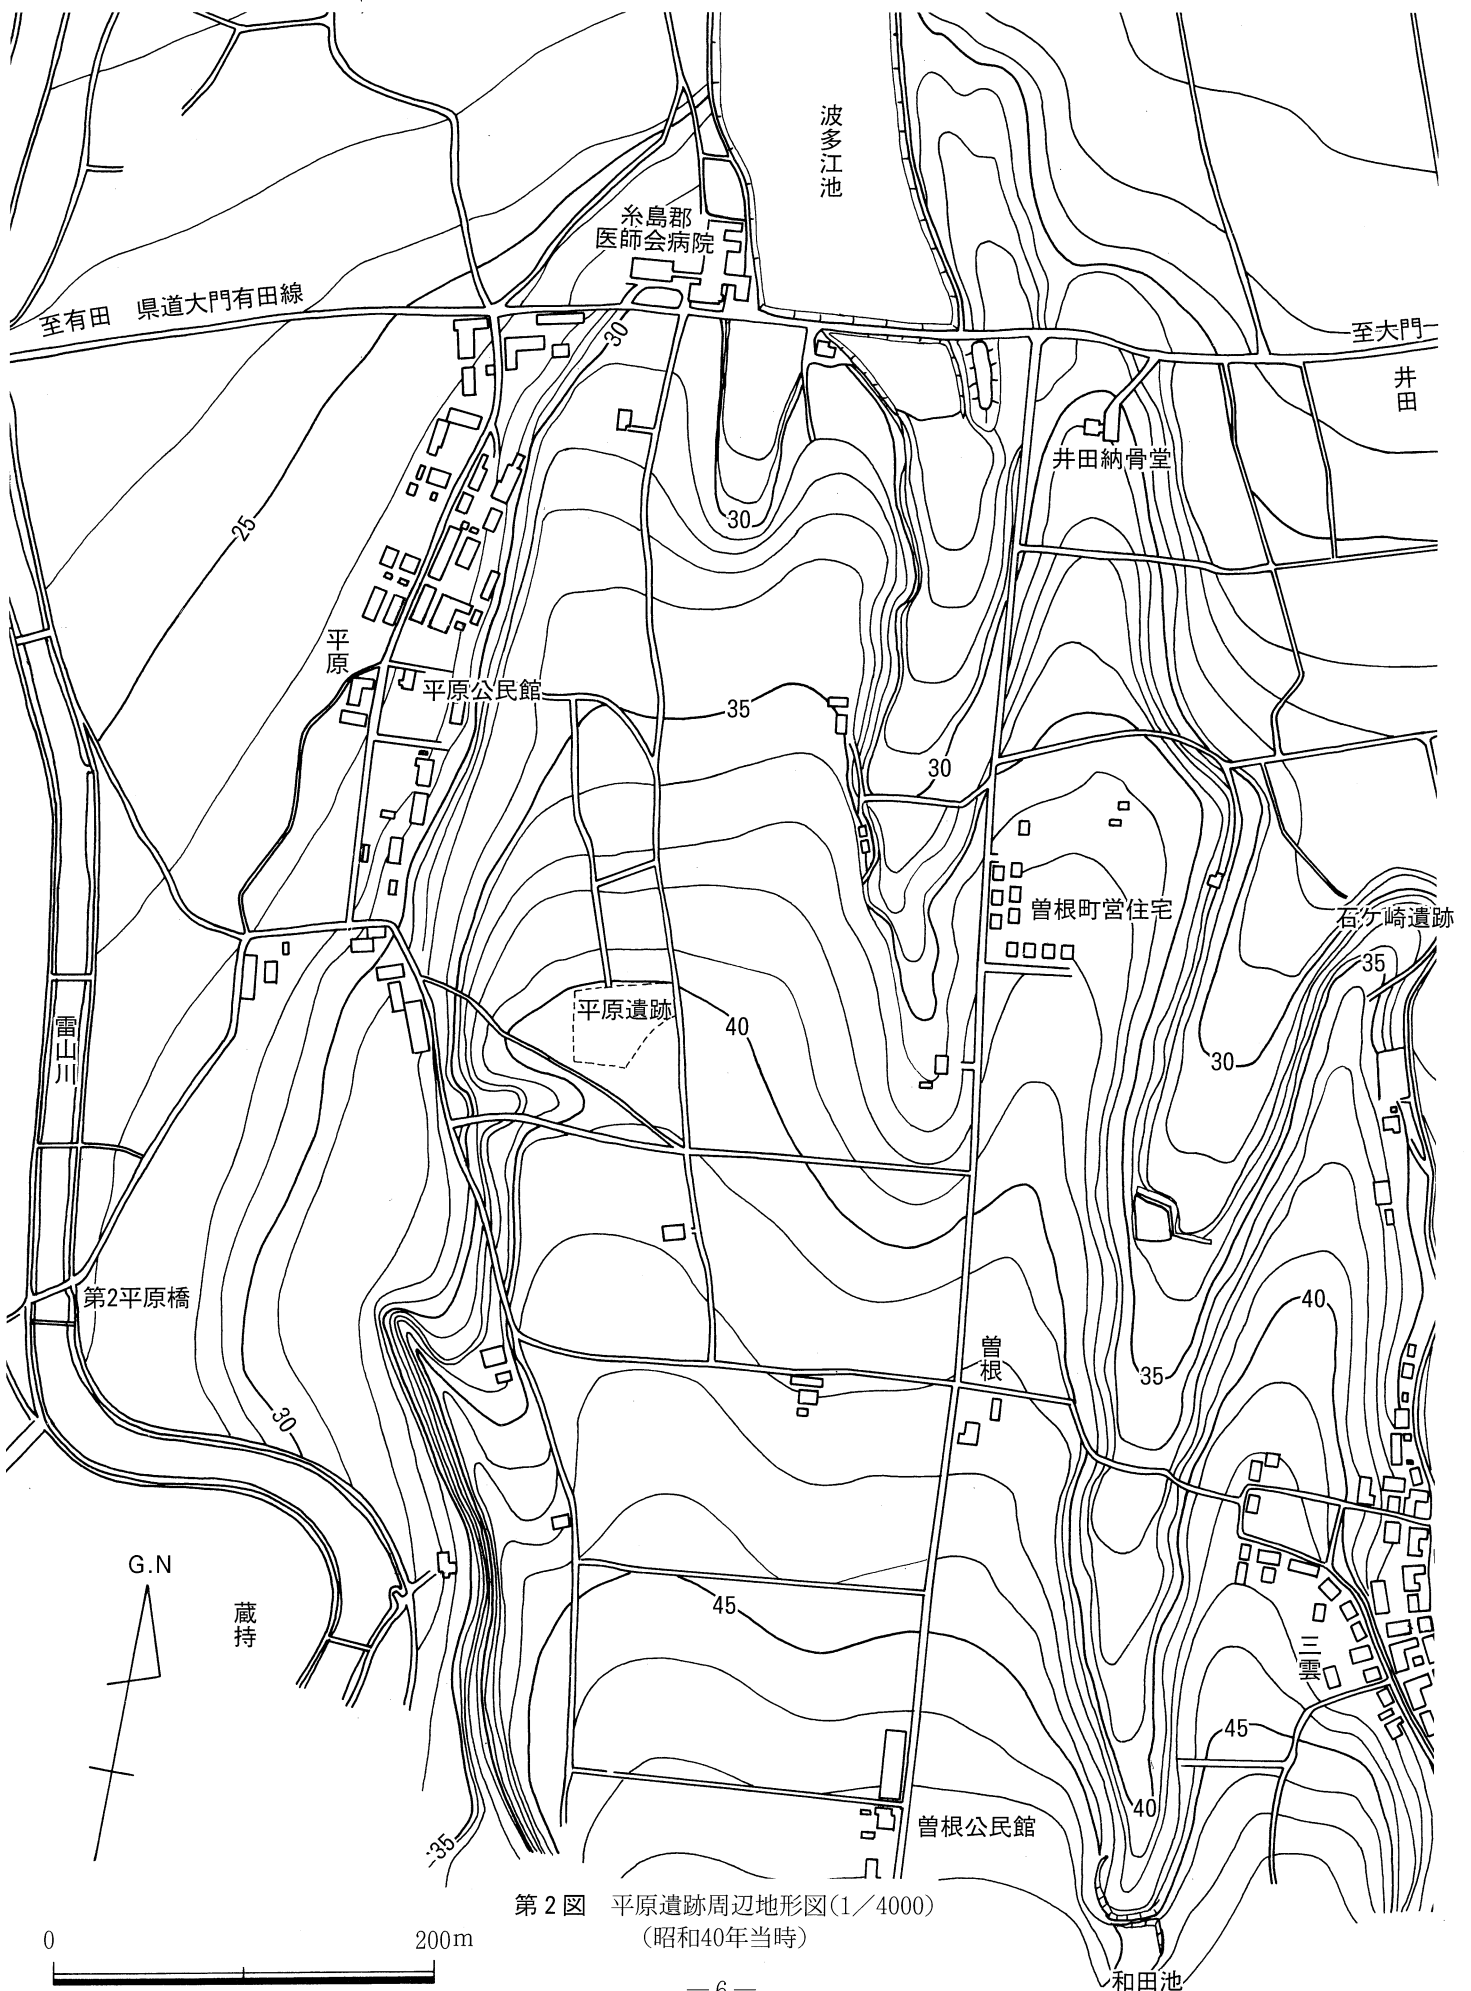 波多江池
糸島郡
医師会病院
至有田　県道大門有田線
30
至大門
井田
井田納骨堂
25
30
平原
平原公民館
35
30
曽根町営住宅
石ケ崎遺跡
35
平原遺跡
40
雷山川
30
第2平原橋
40
曽根
35
30
G.N
蔵持
45
三雲
45
40
曽根公民館
35
第2図　平原遺跡周辺地形図(1／4000)
(昭和40年当時)
0
200m
和田池
— 6 —